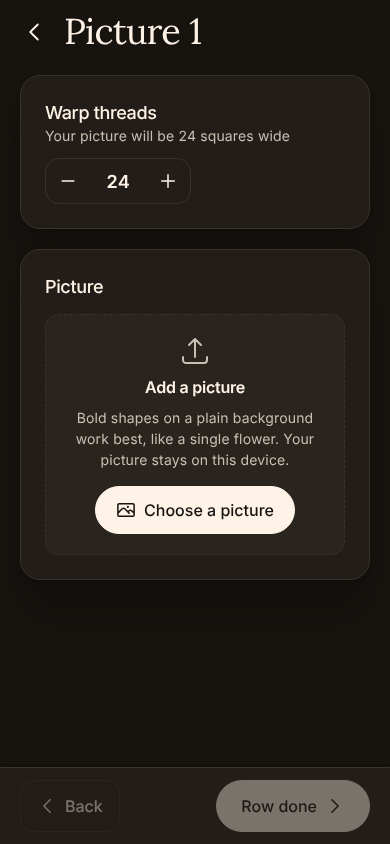 Picture 1
Warp threads
Your picture will be 24 squares wide
24
Picture
Add a picture
Bold shapes on a plain background
work best, like a single flower. Your
picture stays on this device.
Choose a picture
Back
Row done